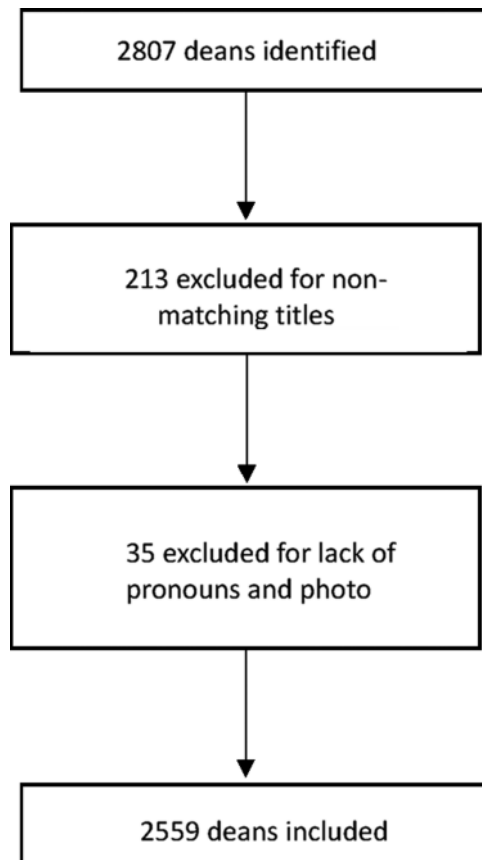 2807 deans identified
213 excluded for non-
matching titles
35 excluded for lack of
pronouns and photo
2559 deans included